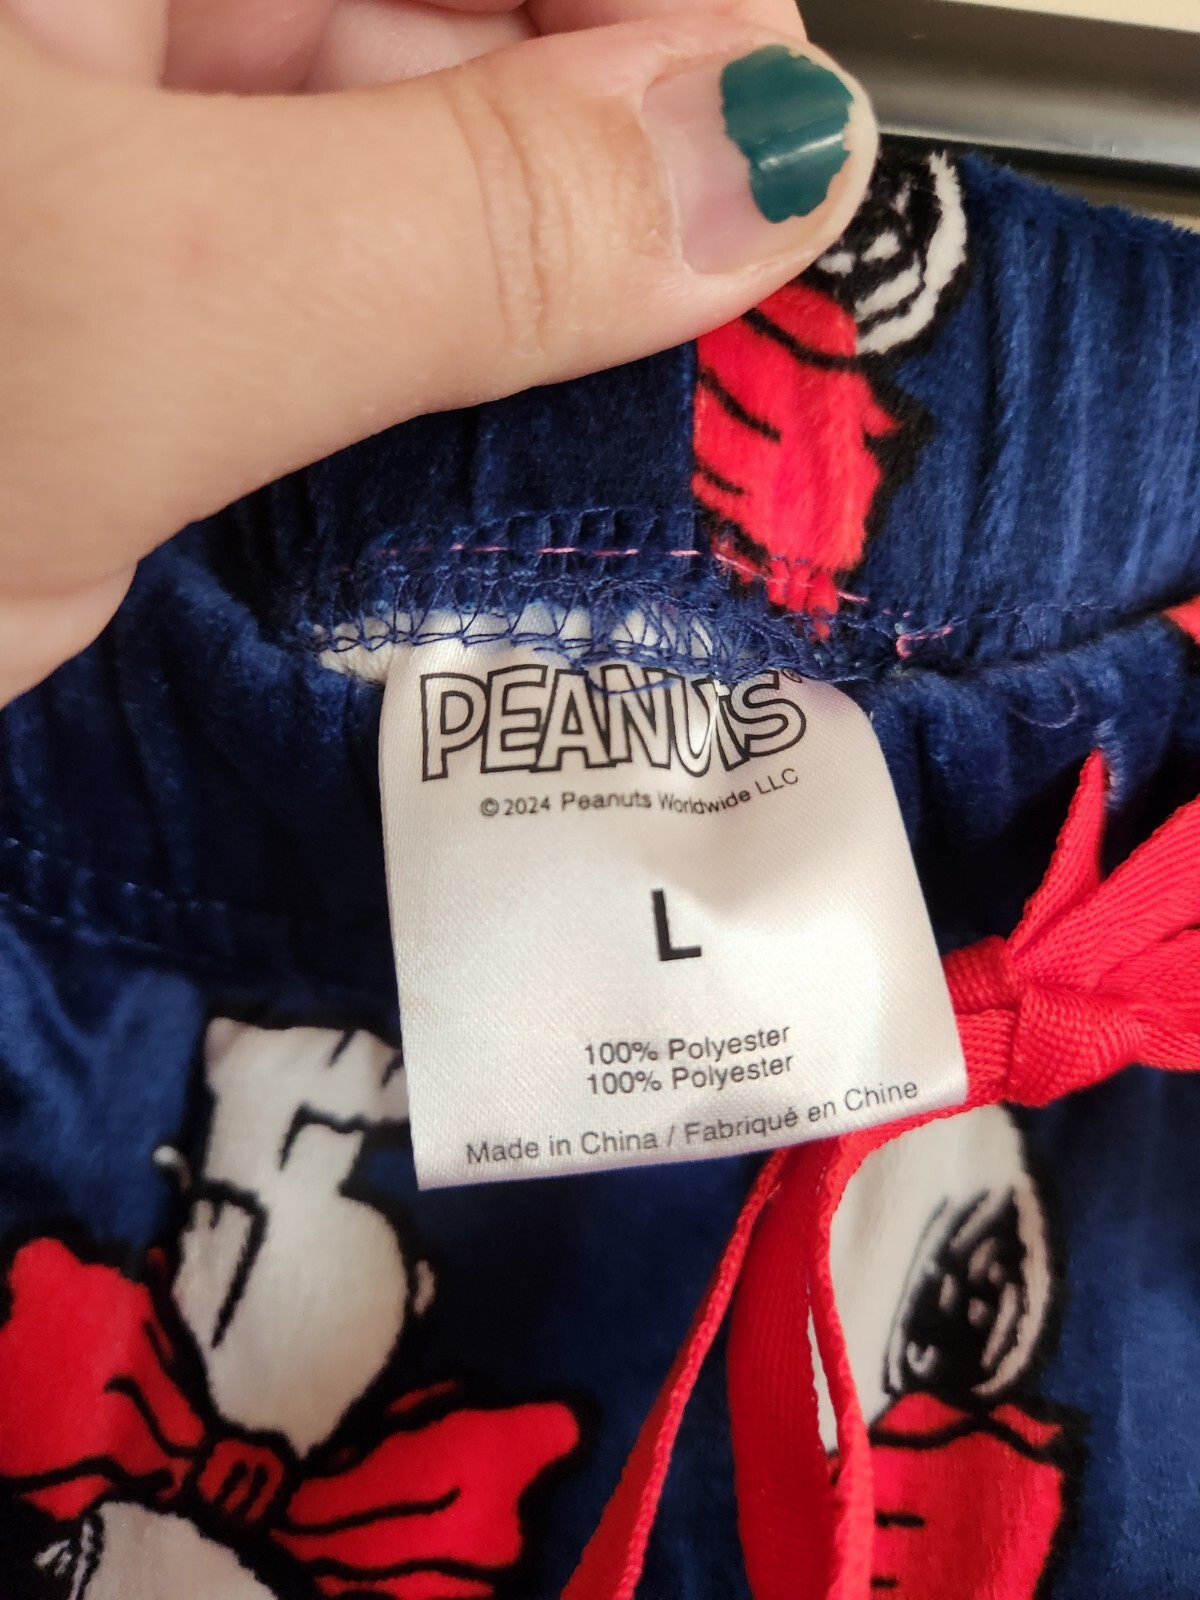 PEANUTS®
©2024 Peanuts Worldwide LLC
L
100% Polyester
100% Polyester
Made in China / Fabriqué en Chine